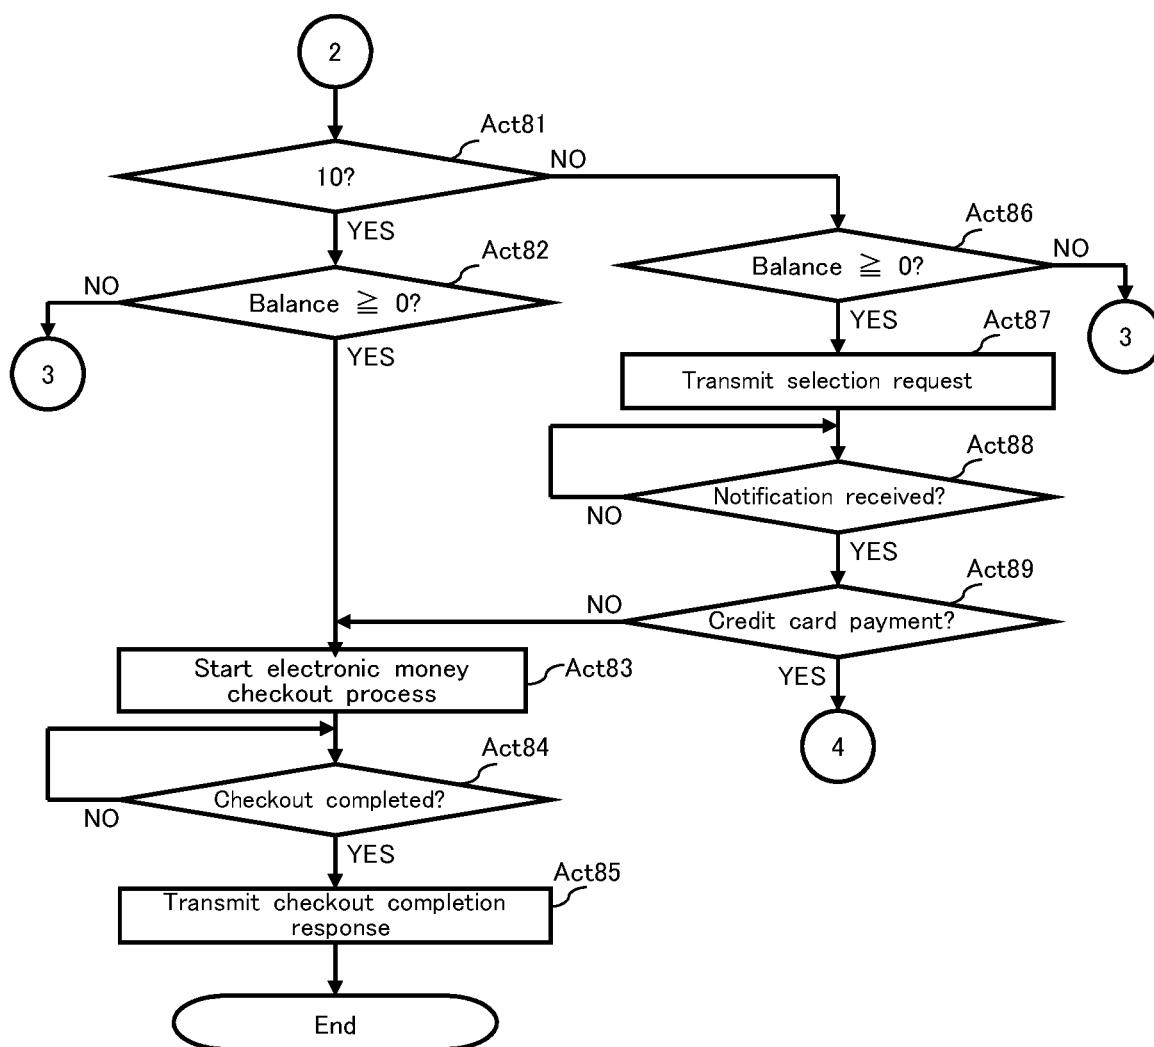 2
Act81
10?
NO
YES
Act82
NO
Balance ≧ 0?
YES
3
Act86
Balance ≧ 0?
NO
YES
3
Act87
Transmit selection request
Act88
Notification received?
NO
YES
Act89
NO
Credit card payment?
YES
4
Start electronic money
checkout process
Act83
Act84
Checkout completed?
NO
YES
Act85
Transmit checkout completion
response
End